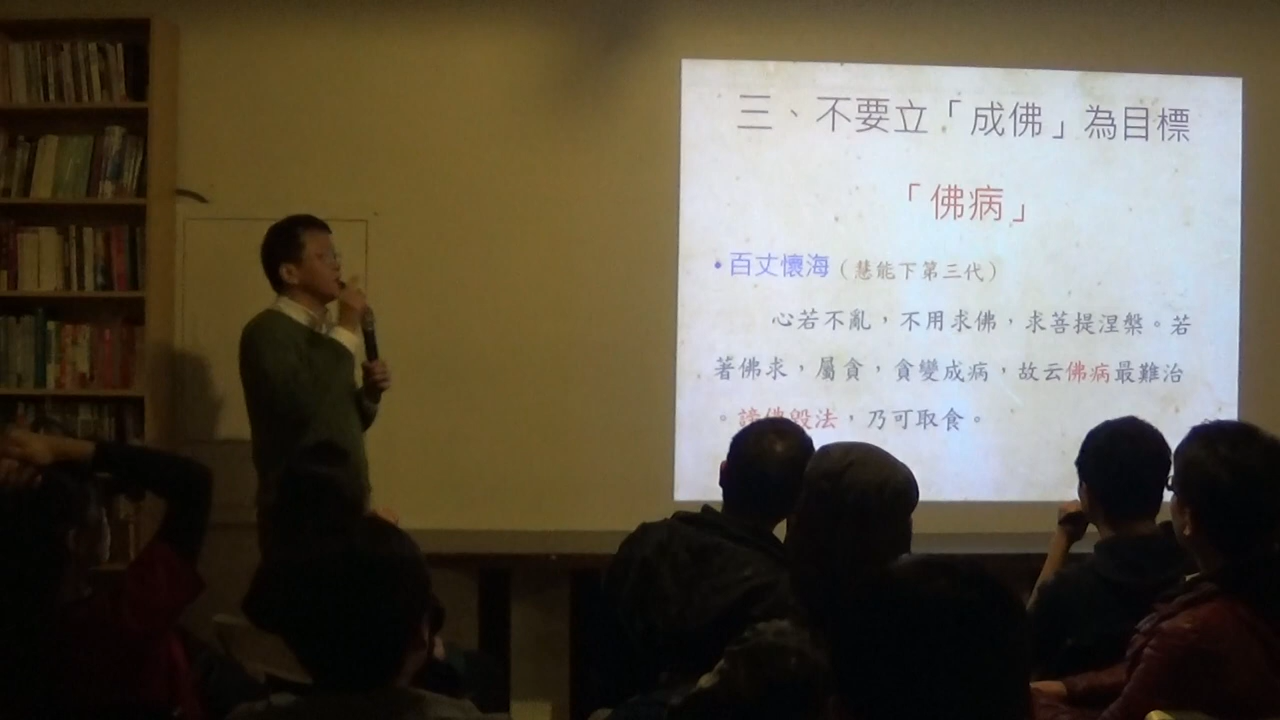 三、不要立「成佛」為目標
「佛病」
•百丈懷海（慧能下第三代）
心若不亂，不用求佛，求菩提涅槃。若
著佛求，屬貪，貪變成病，故云佛病最難治
。謗佛毀法，乃可取食。